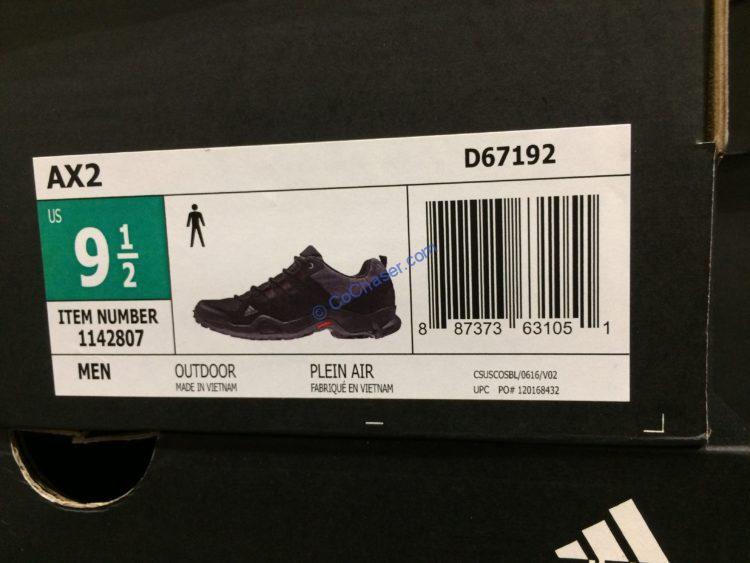 AX2
D67192
US
9 1/2
ITEM NUMBER
1142807
© CoChaser.com
8 87373 63105 1
MEN
OUTDOOR
MADE IN VIETNAM
PLEIN AIR
FABRIQUÉ EN VIETNAM
CSUSCOSBL/0616/V02
UPC PO# 120168432